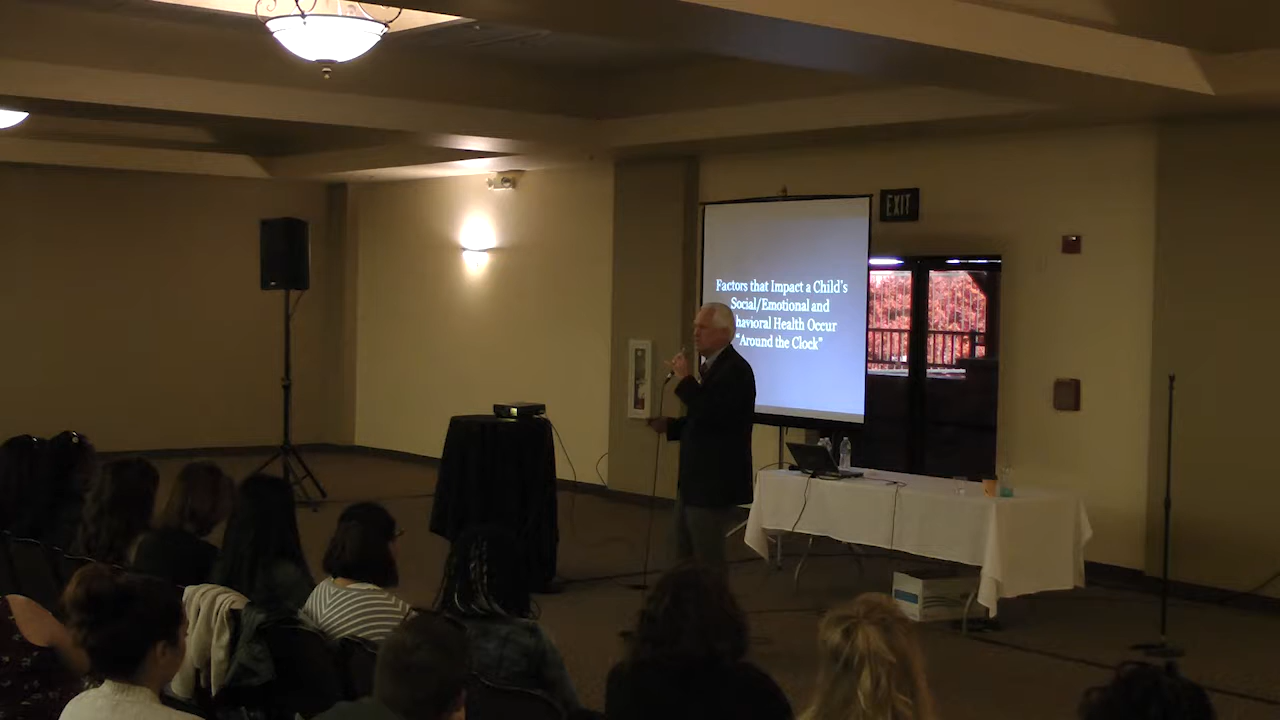 Factors that Impact a Child's
Social/Emotional and
havioral Health Occur
"Around the Clock"
EXIT